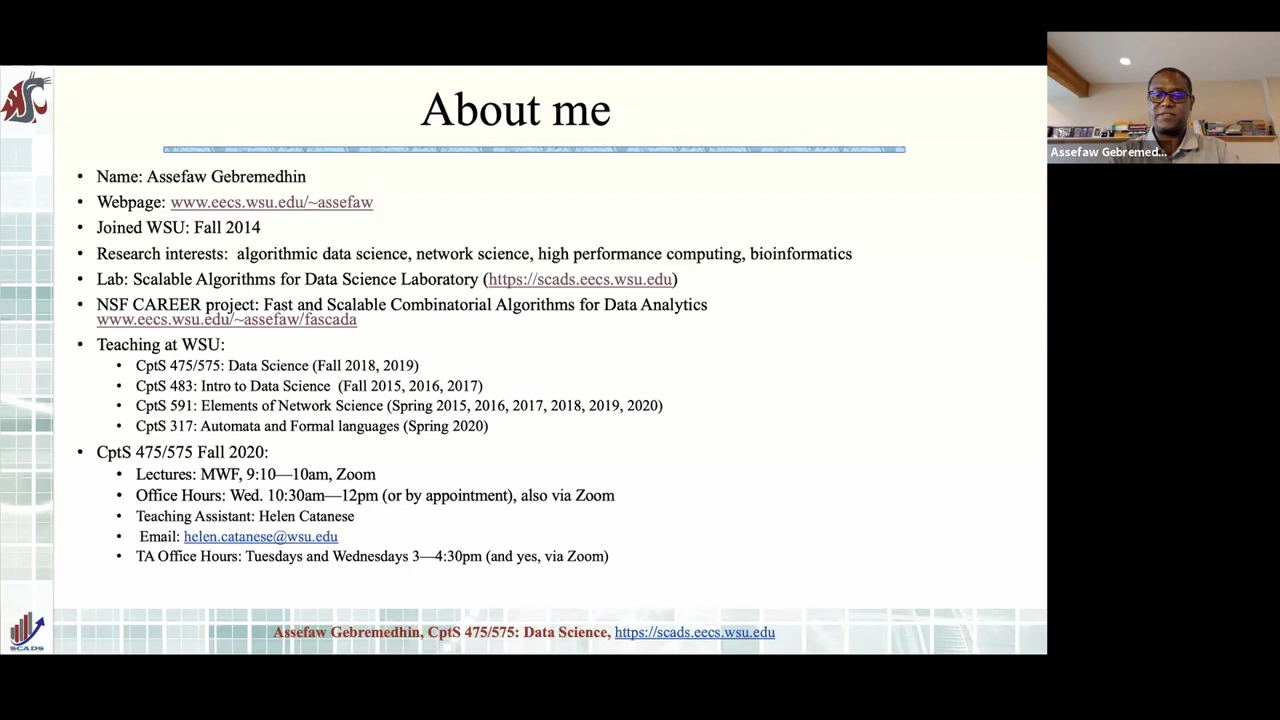 About me
Assefaw Gebremed...
• Name: Assefaw Gebremedhin
• Webpage: www.eecs.wsu.edu/~assefaw
• Joined WSU: Fall 2014
• Research interests: algorithmic data science, network science, high performance computing, bioinformatics
• Lab: Scalable Algorithms for Data Science Laboratory (https://scads.eecs.wsu.edu)
• NSF CAREER project: Fast and Scalable Combinatorial Algorithms for Data Analytics
www.eecs.wsu.edu/~assefaw/fascada
• Teaching at WSU:
• CptS 475/575: Data Science (Fall 2018, 2019)
• CptS 483: Intro to Data Science (Fall 2015, 2016, 2017)
• CptS 591: Elements of Network Science (Spring 2015, 2016, 2017, 2018, 2019, 2020)
• CptS 317: Automata and Formal languages (Spring 2020)
• CptS 475/575 Fall 2020:
• Lectures: MWF, 9:10—10am, Zoom
• Office Hours: Wed. 10:30am—12pm (or by appointment), also via Zoom
• Teaching Assistant: Helen Catanese
• Email: helen.catanese@wsu.edu
• TA Office Hours: Tuesdays and Wednesdays 3—4:30pm (and yes, via Zoom)
SCADS
Assefaw Gebremedhin, CptS 475/575: Data Science, https://scads.eecs.wsu.edu